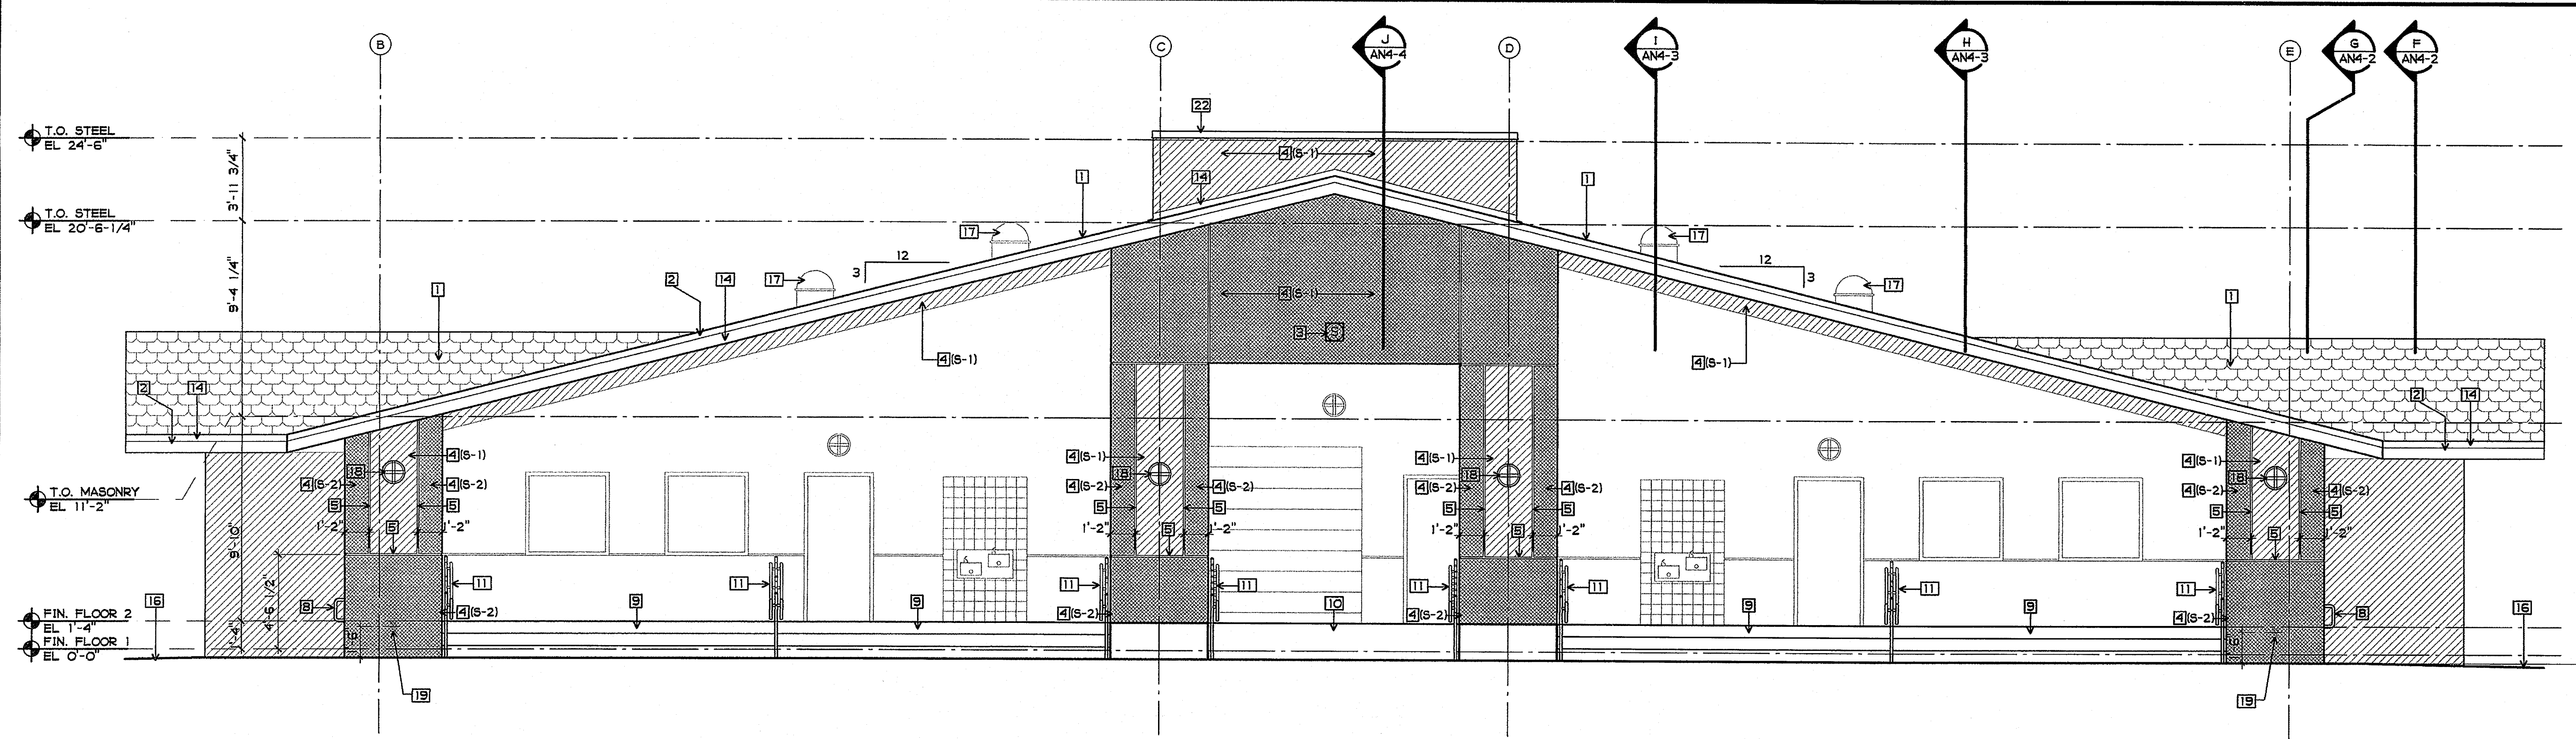 B
C
J
AN4-4
D
I
AN4-3
H
AN4-3
E
G
AN4-2
F
AN4-2
22
T.O. STEEL
EL 24'-6"
3'-11 3/4"
4(S-1)
1
14
1
T.O. STEEL
EL 20'-6-1/4"
17
17
12
3
12
3
2
14
17
17
9'-4 1/4"
1
4(S-1)
1
3
S
4(S-1)
4(S-1)
2
14
2
14
4(S-1)
18
4(S-2)
4(S-2)
5
5
1'-2"
5
1'-2"
4(S-1)
18
4(S-2)
4(S-2)
5
5
1'-2"
5
1'-2"
4(S-1)
18
4(S-2)
4(S-2)
5
5
1'-2"
5
1'-2"
4(S-1)
18
4(S-2)
4(S-2)
5
5
1'-2"
5
1'-2"
T.O. MASONRY
EL 11'-2"
9'-10"
4'-6-1/2"
11
11
11
11
11
11
11
11
16
8
4(S-2)
9
9
4(S-2)
10
4(S-2)
9
9
4(S-2)
8
16
FIN. FLOOR 2
EL 1'-4"
1'-4"
FIN. FLOOR 1
EL 0'-0"
1'-6"
1'-6"
19
19